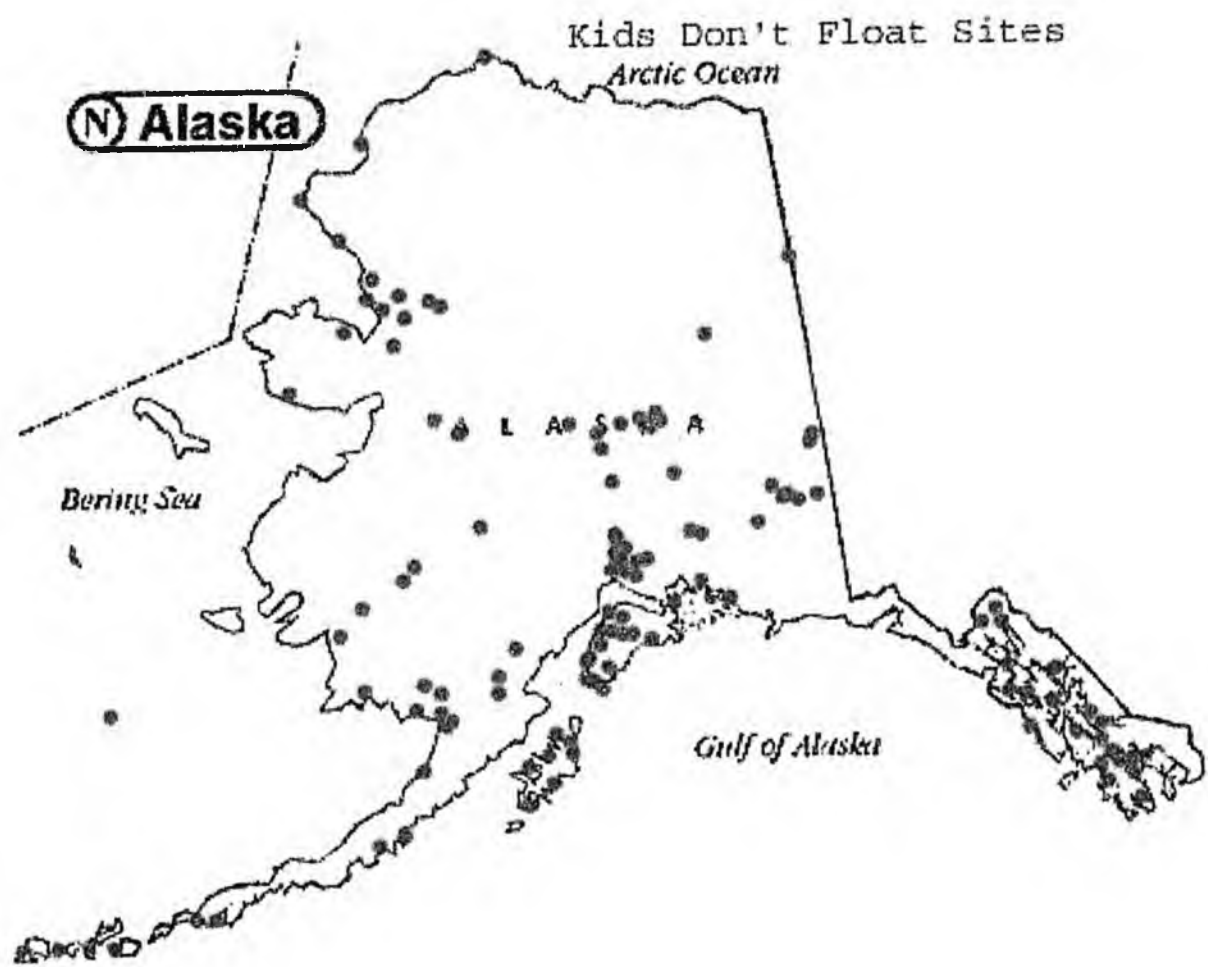 Kids Don't Float Sites
Arctic Ocean
N Alaska
A L A S K A
Bering Sea
Gulf of Alaska